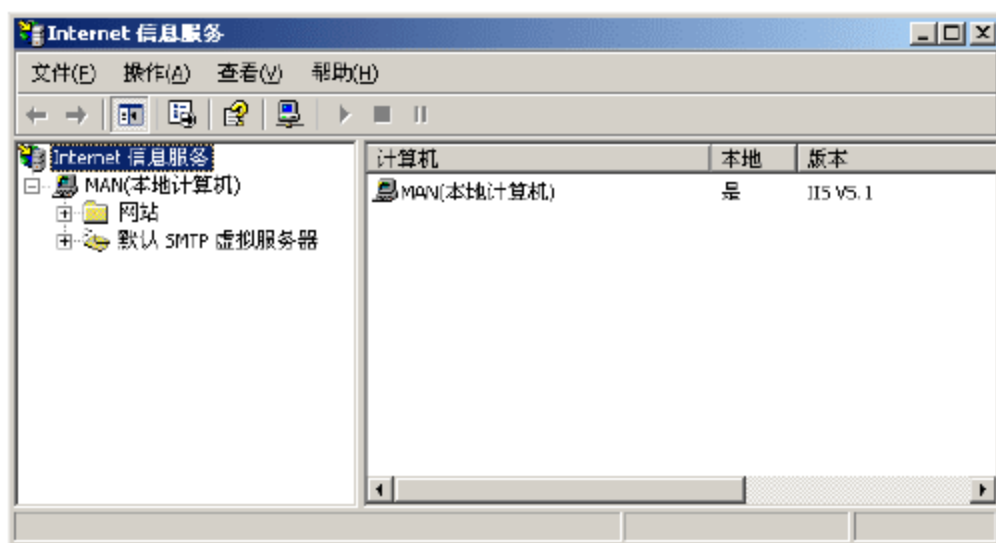 Internet 信息服务
文件(F) 操作(A) 查看(V) 帮助(H)
Internet 信息服务
MAN(本地计算机)
网站
默认 SMTP 虚拟服务器
计算机 本地 版本
MAN(本地计算机) 是 IIS V5.1